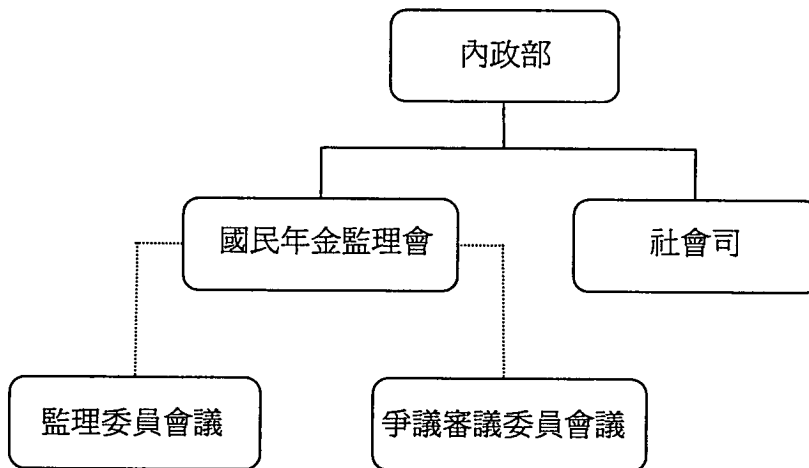 內政部
國民年金監理會
社會司
監理委員會議
爭議審議委員會議